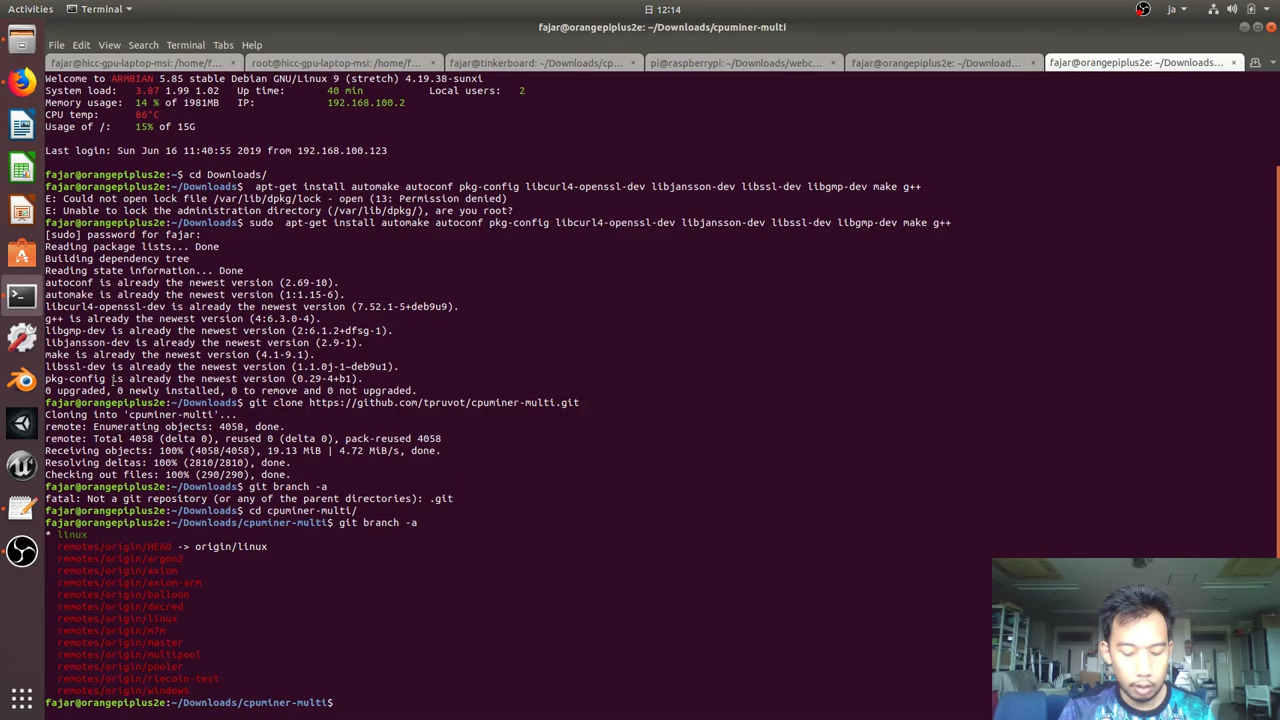 Activities
Terminal
日 12:14
ja
fajar@orangepiplus2e: ~/Downloads/cpuminer-multi
File Edit View Search Terminal Tabs Help
fajar@hicc-gpu-laptop-msi: /home/f...
root@hicc-gpu-laptop-msi: /home/f...
fajar@tinkerboard: ~/Downloads/cp...
pi@raspberrypi: ~/Downloads/webc...
fajar@orangepiplus2e: ~/Download...
fajar@orangepiplus2e: ~/Downloads...
Welcome to ARMBIAN 5.85 stable Debian GNU/Linux 9 (stretch) 4.19.38-sunxi
System load: 3.87 1.99 1.02 Up time: 40 min Local users: 2
Memory usage: 14 % of 1981MB IP: 192.168.100.2
CPU temp: 86°C
Usage of /: 15% of 15G
Last login: Sun Jun 16 11:40:55 2019 from 192.168.100.123
fajar@orangepiplus2e:~$ cd Downloads/
fajar@orangepiplus2e:~/Downloads$ apt-get install automake autoconf pkg-config libcurl4-openssl-dev libjansson-dev libssl-dev libgmp-dev make g++
E: Could not open lock file /var/lib/dpkg/lock - open (13: Permission denied)
E: Unable to lock the administration directory (/var/lib/dpkg/), are you root?
fajar@orangepiplus2e:~/Downloads$ sudo apt-get install automake autoconf pkg-config libcurl4-openssl-dev libjansson-dev libssl-dev libgmp-dev make g++
[sudo] password for fajar:
Reading package lists... Done
Building dependency tree
Reading state information... Done
autoconf is already the newest version (2.69-10).
automake is already the newest version (1:1.15-6).
libcurl4-openssl-dev is already the newest version (7.52.1-5+deb9u9).
g++ is already the newest version (4:6.3.0-4).
libgmp-dev is already the newest version (2:6.1.2+dfsg-1).
libjansson-dev is already the newest version (2.9-1).
make is already the newest version (4.1-9.1).
libssl-dev is already the newest version (1.1.0j-1~deb9u1).
pkg-config is already the newest version (0.29-4+b1).
0 upgraded, 0 newly installed, 0 to remove and 0 not upgraded.
fajar@orangepiplus2e:~/Downloads$ git clone https://github.com/tpruvot/cpuminer-multi.git
Cloning into 'cpuminer-multi'...
remote: Enumerating objects: 4058, done.
remote: Total 4058 (delta 0), reused 0 (delta 0), pack-reused 4058
Receiving objects: 100% (4058/4058), 19.13 MiB | 4.72 MiB/s, done.
Resolving deltas: 100% (2810/2810), done.
Checking out files: 100% (290/290), done.
fajar@orangepiplus2e:~/Downloads$ git branch -a
fatal: Not a git repository (or any of the parent directories): .git
fajar@orangepiplus2e:~/Downloads$ cd cpuminer-multi/
fajar@orangepiplus2e:~/Downloads/cpuminer-multi$ git branch -a
* linux
remotes/origin/HEAD -> origin/linux
remotes/origin/argon2
remotes/origin/axiom
remotes/origin/axiom-arm
remotes/origin/balloon
remotes/origin/decred
remotes/origin/linux
remotes/origin/m7m
remotes/origin/master
remotes/origin/multipool
remotes/origin/pooler
remotes/origin/riecoin-test
remotes/origin/windows
fajar@orangepiplus2e:~/Downloads/cpuminer-multi$